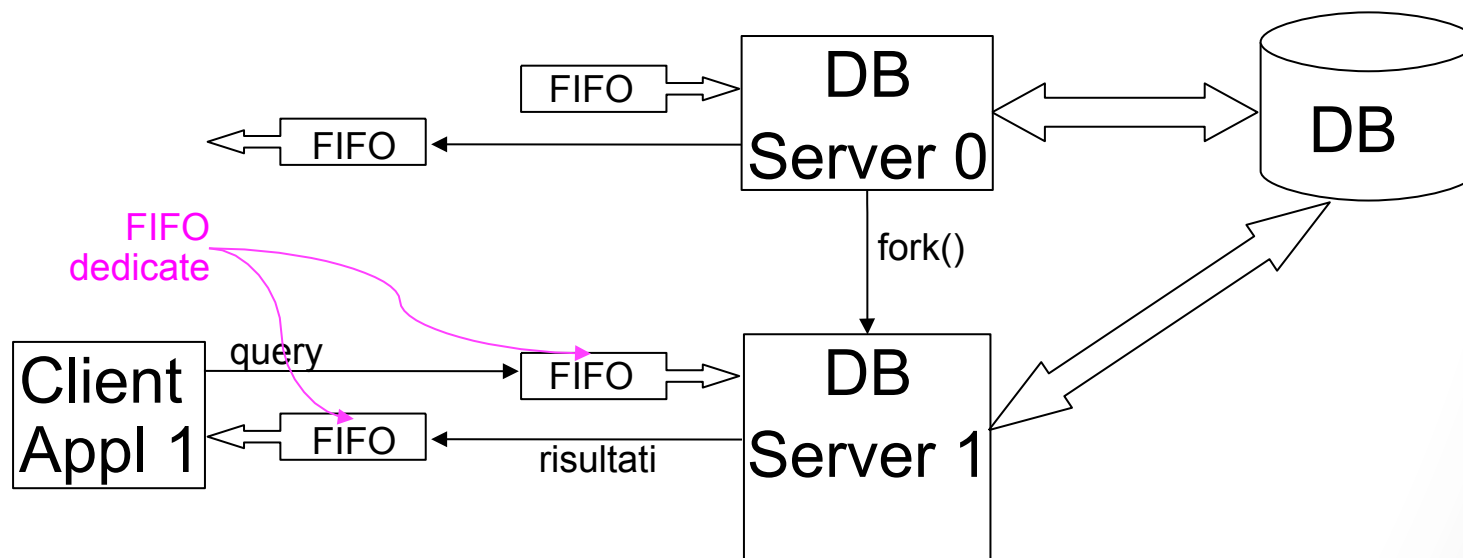 FIFO
DB
Server 0
DB
FIFO
FIFO
dedicate
fork()
query
Client
Appl 1
FIFO
FIFO
risultati
DB
Server 1